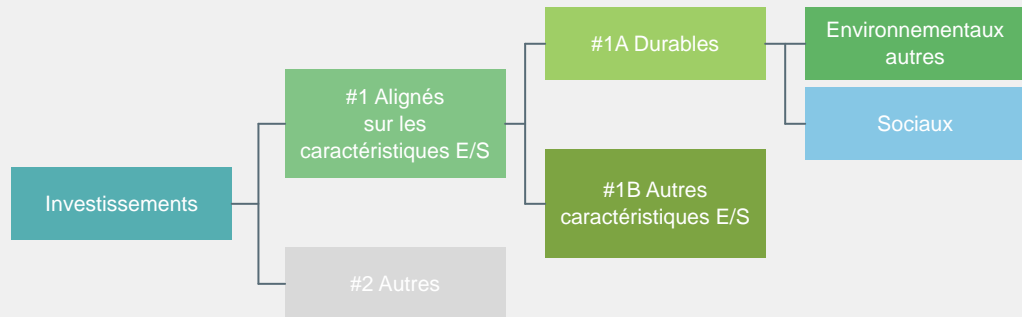 Investissements
#1 Alignés
sur les
caractéristiques E/S
#2 Autres
#1A Durables
#1B Autres
caractéristiques E/S
Environnementaux
autres
Sociaux